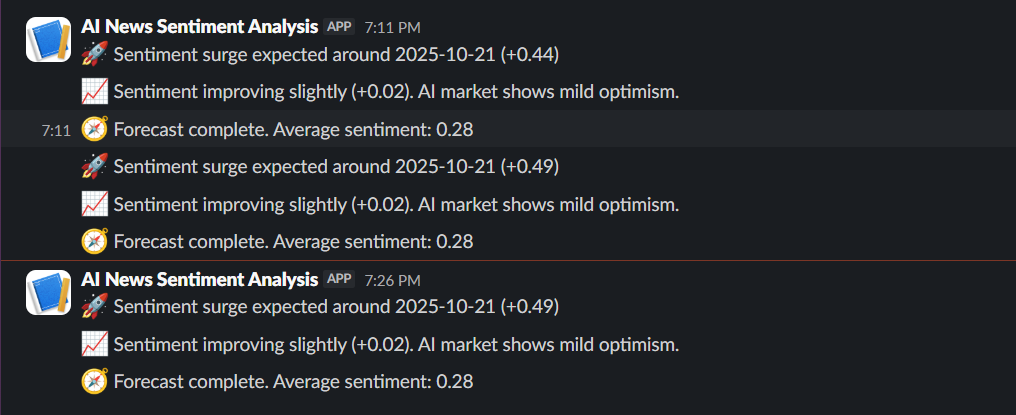 AI News Sentiment Analysis APP 7:11 PM
🚀 Sentiment surge expected around 2025-10-21 (+0.44)
📈 Sentiment improving slightly (+0.02). AI market shows mild optimism.
7:11 🧭 Forecast complete. Average sentiment: 0.28
🚀 Sentiment surge expected around 2025-10-21 (+0.49)
📈 Sentiment improving slightly (+0.02). AI market shows mild optimism.
🧭 Forecast complete. Average sentiment: 0.28
AI News Sentiment Analysis APP 7:26 PM
🚀 Sentiment surge expected around 2025-10-21 (+0.49)
📈 Sentiment improving slightly (+0.02). AI market shows mild optimism.
🧭 Forecast complete. Average sentiment: 0.28